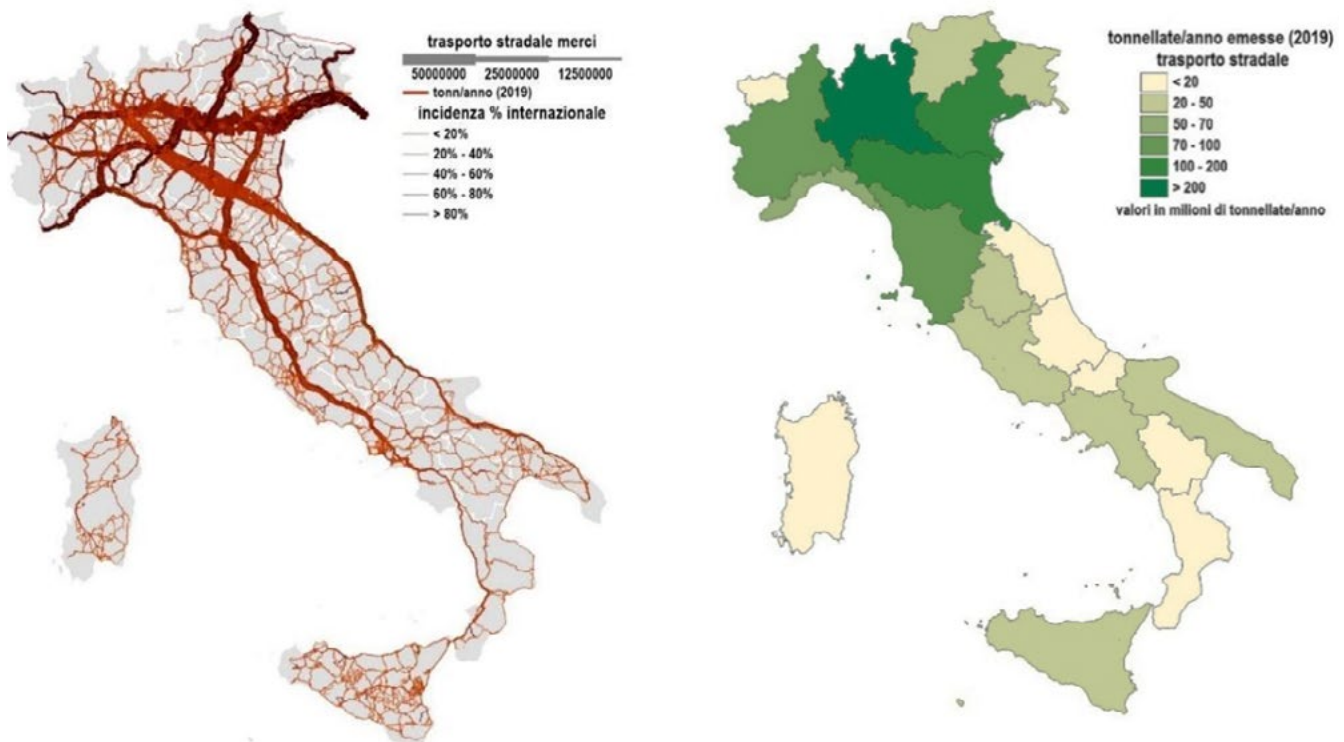 trasporto stradale merci
50000000 25000000 12500000
tonn/anno (2019)
incidenza % internazionale
< 20%
20% - 40%
40% - 60%
60% - 80%
> 80%
tonnellate/anno emesse (2019)
trasporto stradale
< 20
20 - 50
50 - 70
70 - 100
100 - 200
> 200
valori in milioni di tonnellate/anno